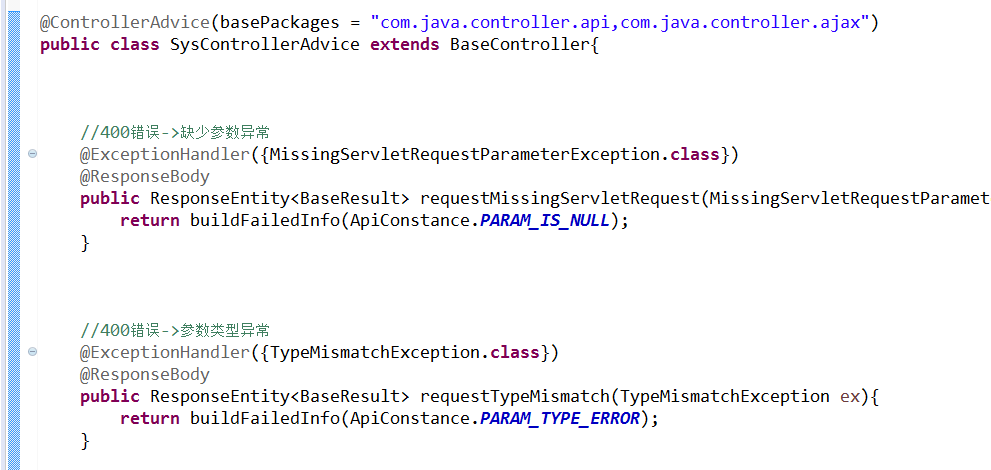 @ControllerAdvice(basePackages = "com.java.controller.api,com.java.controller.ajax")
public class SysControllerAdvice extends BaseController{
//400错误->缺少参数异常
@ExceptionHandler({MissingServletRequestParameterException.class})
@ResponseBody
public ResponseEntity<BaseResult> requestMissingServletRequest(MissingServletRequestParamet
return buildFailedInfo(ApiConstance.PARAM_IS_NULL);
}
//400错误->参数类型异常
@ExceptionHandler({TypeMismatchException.class})
@ResponseBody
public ResponseEntity<BaseResult> requestTypeMismatch(TypeMismatchException ex){
return buildFailedInfo(ApiConstance.PARAM_TYPE_ERROR);
}